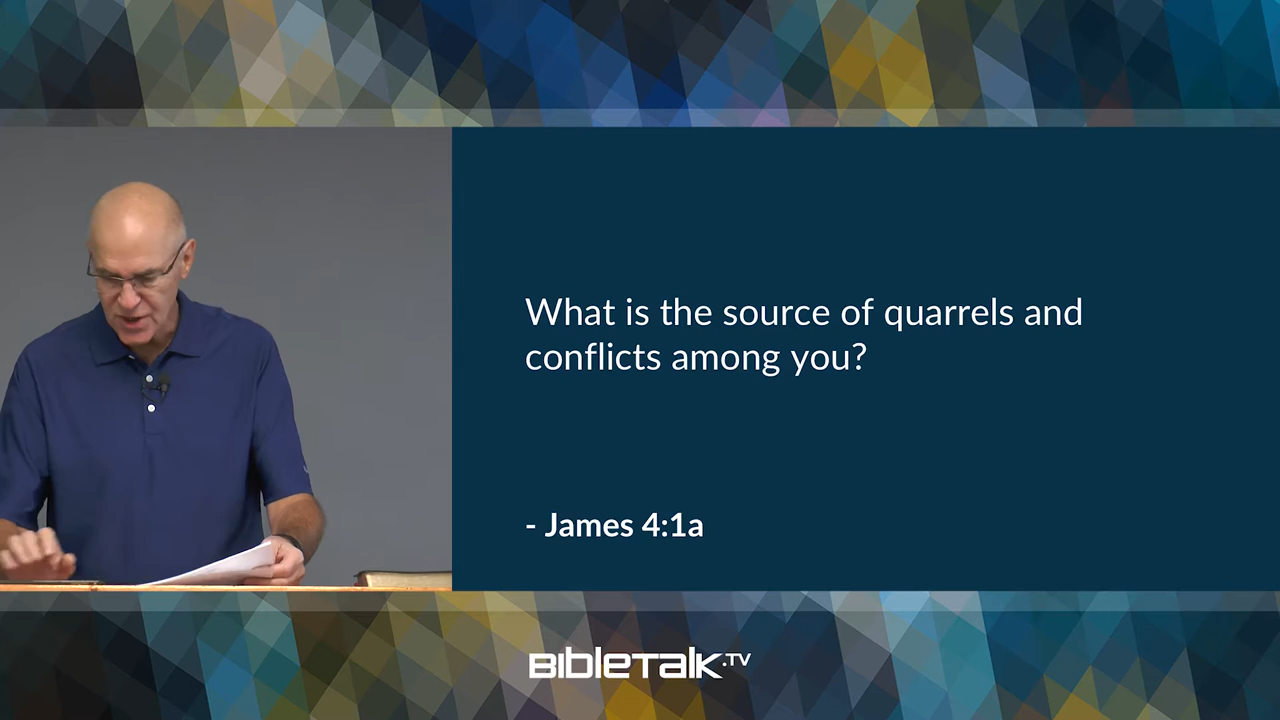 What is the source of quarrels and
conflicts among you?
- James 4:1a
BIBLETALK.TV